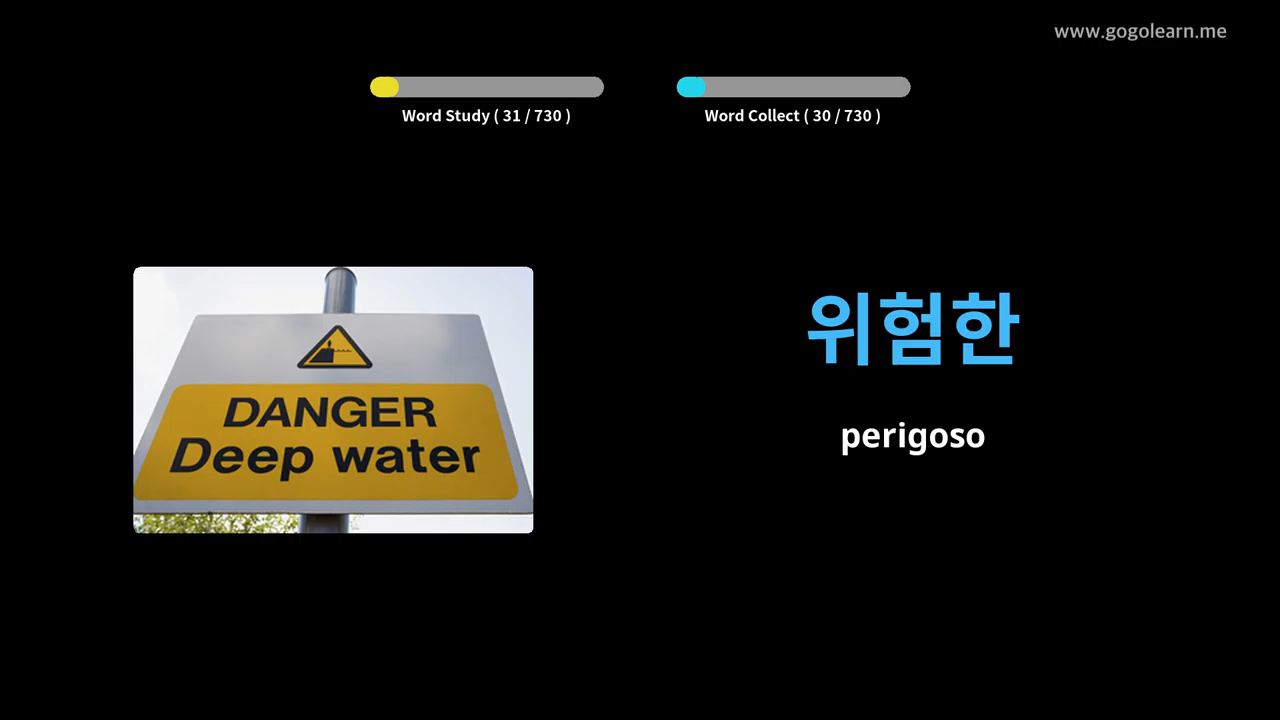 www.gogolearn.me
Word Study ( 31 / 730 )
Word Collect ( 30 / 730 )
DANGER
Deep water
위험한
perigoso